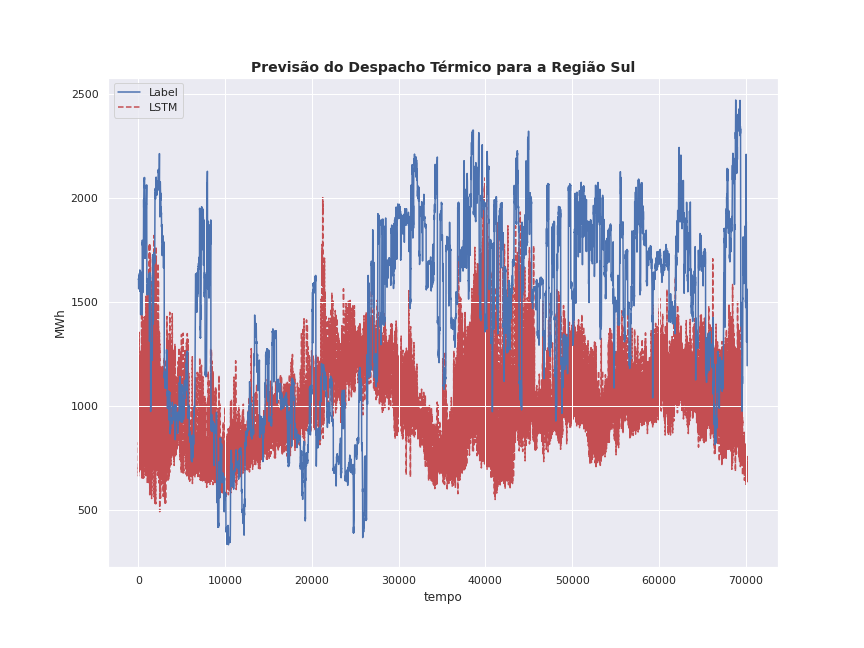 Previsão do Despacho Térmico para a Região Sul
Label
LSTM
2500
2000
1500
1000
500
MWh
0
10000
20000
30000
40000
50000
60000
70000
tempo